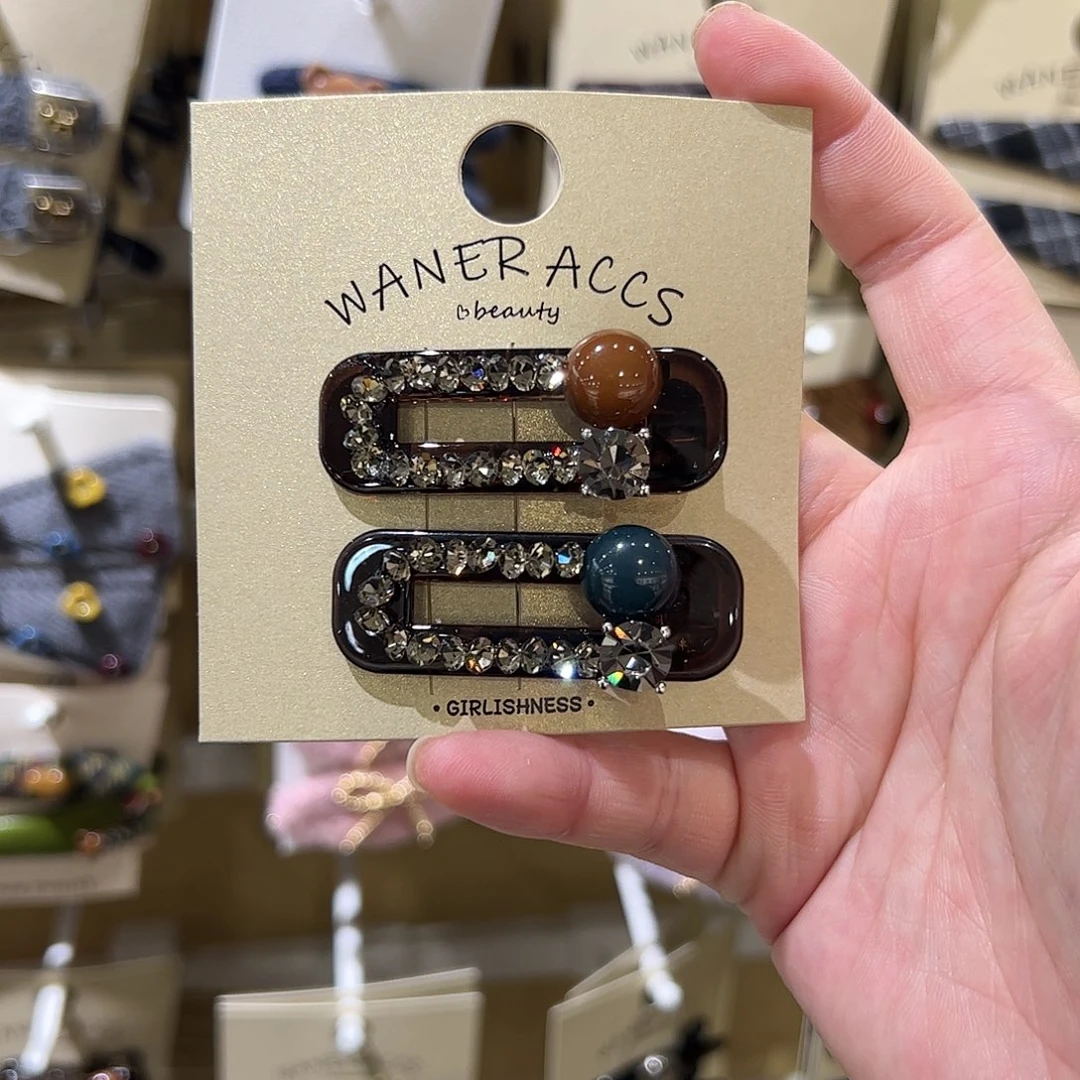 WANER ACCS
beauty
• GIRLISHNESS •